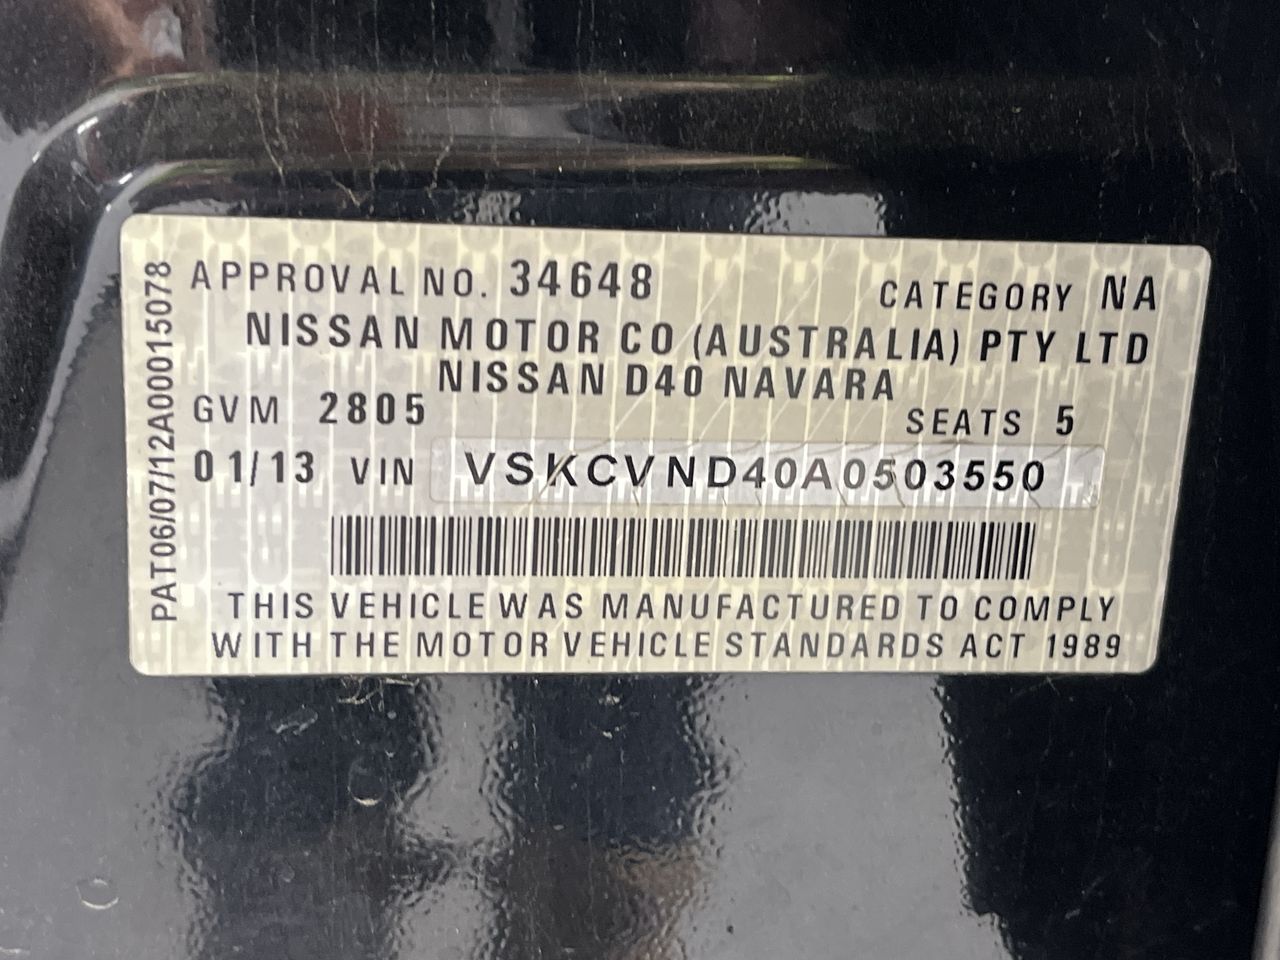 APPROVAL NO. 34648 CATEGORY NA
NISSAN MOTOR CO (AUSTRALIA) PTY LTD
NISSAN D40 NAVARA
GVM 2805 SEATS 5
01/13 VIN VSKCVND40A0503550
THIS VEHICLE WAS MANUFACTURED TO COMPLY
WITH THE MOTOR VEHICLE STANDARDS ACT 1989
PAT06/07/12A00015078